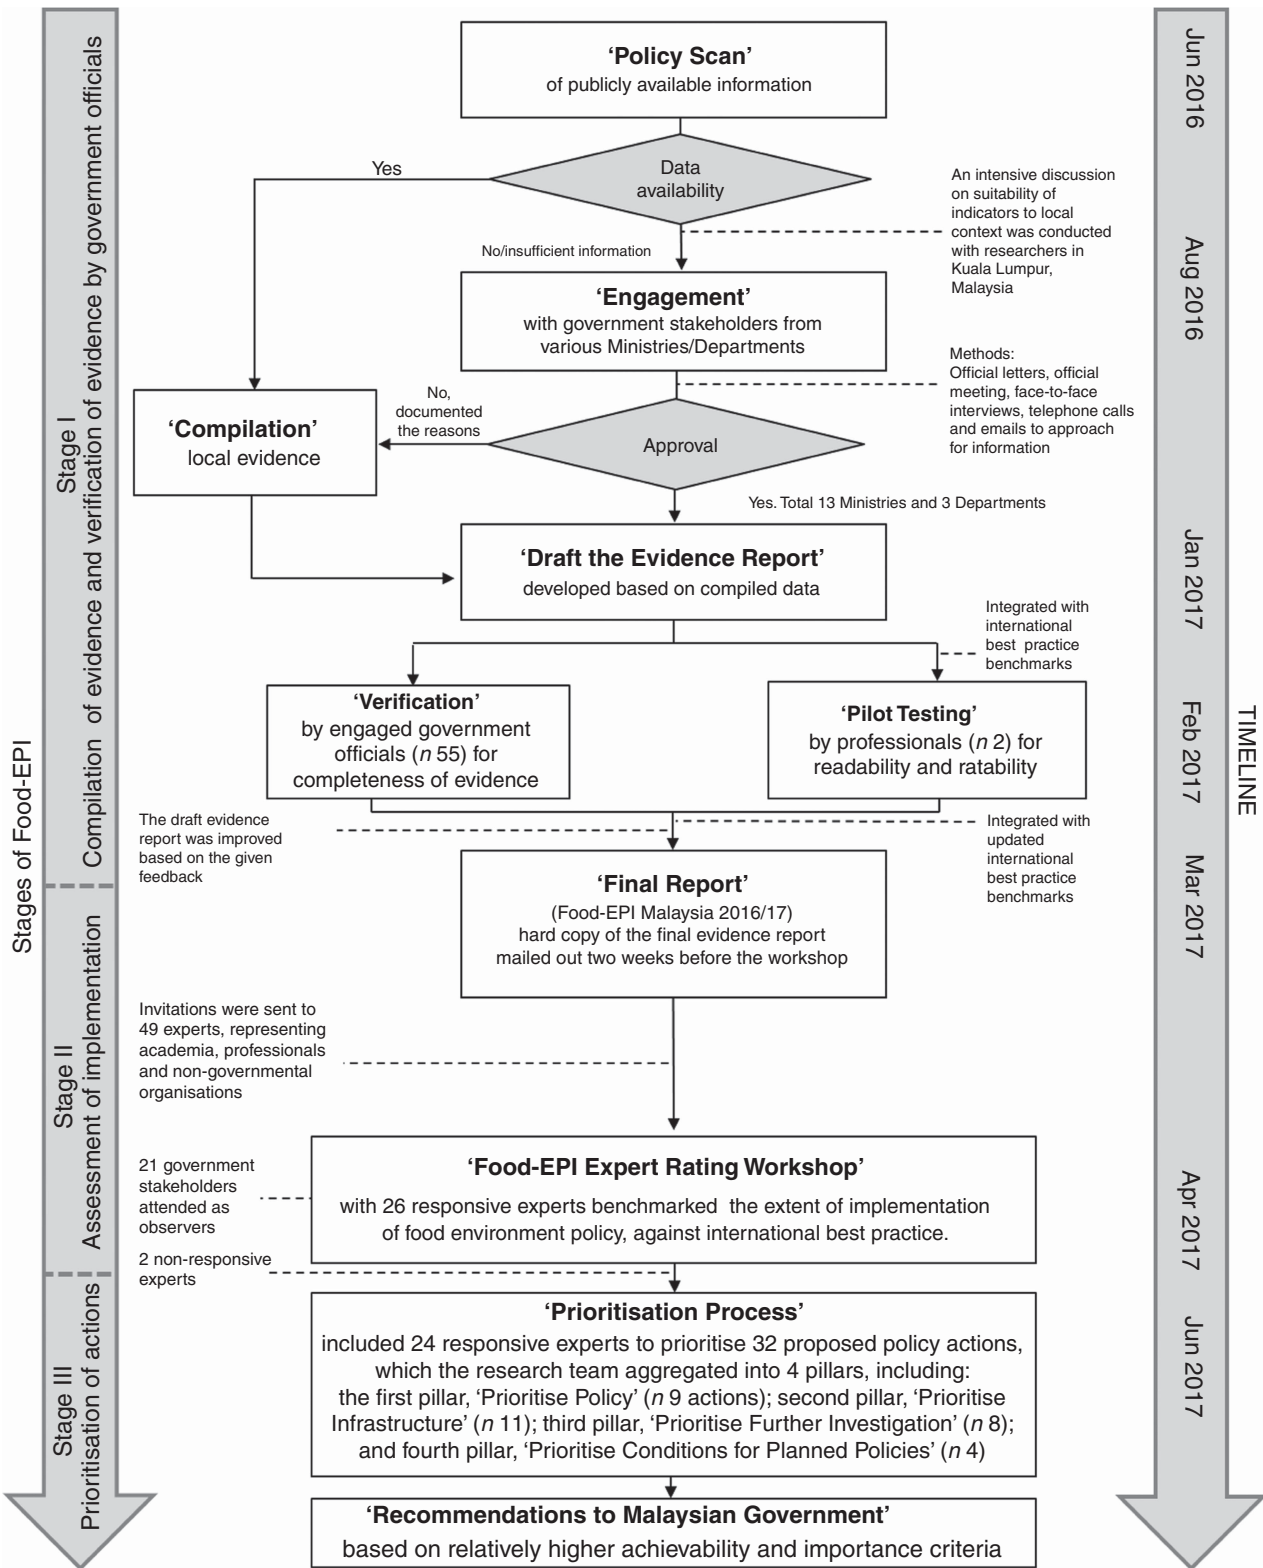 ‘Policy Scan’
of publicly available information
Data
availability
Yes
No/insufficient information
An intensive discussion
on suitability of
indicators to local
context was conducted
with researchers in
Kuala Lumpur,
Malaysia
‘Engagement’
with government stakeholders from
various Ministries/Departments
Methods:
Official letters, official
meeting, face-to-face
interviews, telephone calls
and emails to approach
for information
No,
documented
the reasons
‘Compilation’
local evidence
Approval
Yes. Total 13 Ministries and 3 Departments
‘Draft the Evidence Report’
developed based on compiled data
Integrated with
international
best practice
benchmarks
‘Verification’
by engaged government
officials (n 55) for
completeness of evidence
‘Pilot Testing’
by professionals (n 2) for
readability and ratability
The draft evidence
report was improved
based on the given
feedback
Integrated with
updated
international
best practice
benchmarks
‘Final Report’
(Food-EPI Malaysia 2016/17)
hard copy of the final evidence report
mailed out two weeks before the workshop
Invitations were sent to
49 experts, representing
academia, professionals
and non-governmental
organisations
21 government
stakeholders
attended as
observers
‘Food-EPI Expert Rating Workshop’
with 26 responsive experts benchmarked the extent of implementation
of food environment policy, against international best practice.
2 non-responsive
experts
‘Prioritisation Process’
included 24 responsive experts to prioritise 32 proposed policy actions,
which the research team aggregated into 4 pillars, including:
the first pillar, ‘Prioritise Policy’ (n 9 actions); second pillar, ‘Prioritise
Infrastructure’ (n 11); third pillar, ‘Prioritise Further Investigation’ (n 8);
and fourth pillar, ‘Prioritise Conditions for Planned Policies’ (n 4)
‘Recommendations to Malaysian Government’
based on relatively higher achievability and importance criteria
Stages of Food-EPI
Stage I
Compilation of evidence and verification of evidence by government officials
Stage II
Assessment of implementation
Stage III
Prioritisation of actions
Jun 2016
Aug 2016
Jan 2017
Feb 2017
Mar 2017
Apr 2017
Jun 2017
TIMELINE